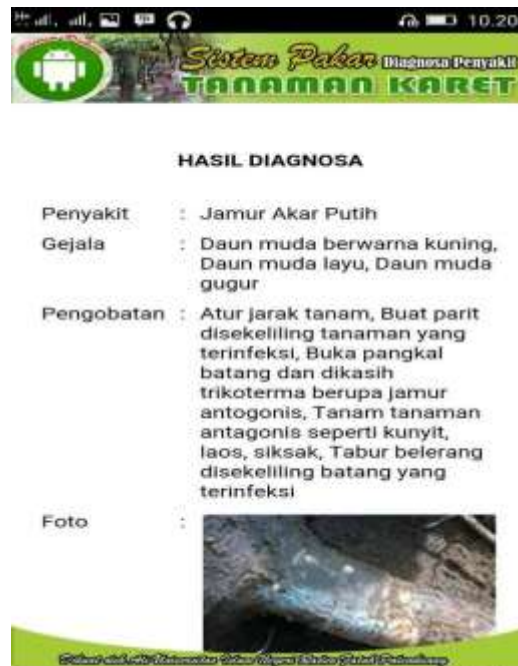 10.20
Sistem Pakar Diagnosa Penyakit
TANAMAN KARET
HASIL DIAGNOSA
Penyakit : Jamur Akar Putih
Gejala : Daun muda berwarna kuning,
Daun muda layu, Daun muda
gugur
Pengobatan : Atur jarak tanam, Buat parit
disekeliling tanaman yang
terinfeksi, Buka pangkal
batang dan dikasih
trikoterma berupa jamur
antogonis, Tanam tanaman
antagonis seperti kunyit,
laos, siksak, Tabur belerang
disekeliling batang yang
terinfeksi
Foto :